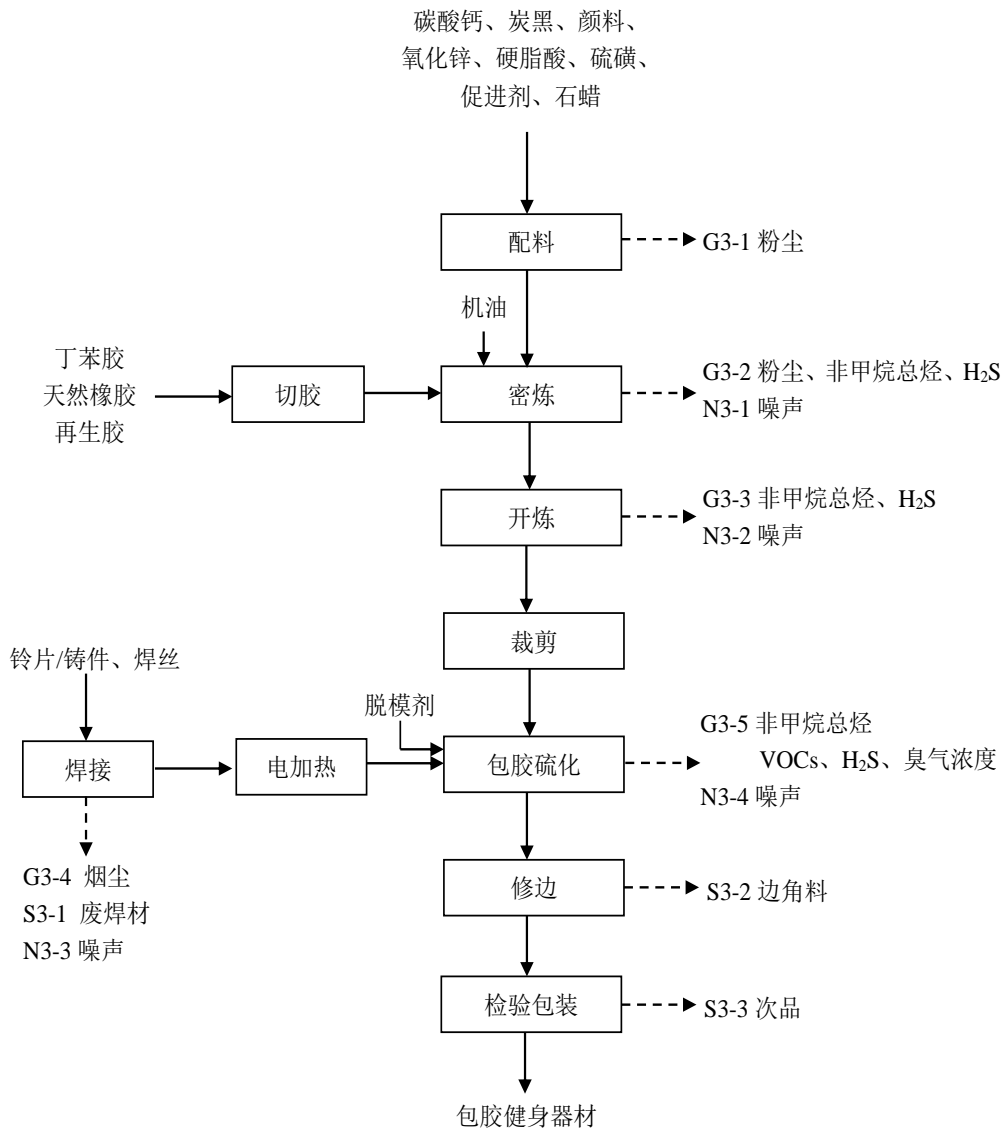 碳酸钙、炭黑、颜料、
氧化锌、硬脂酸、硫磺、
促进剂、石蜡
配料
G3-1 粉尘
机油
丁苯胶
天然橡胶
再生胶
切胶
密炼
G3-2 粉尘、非甲烷总烃、H₂S
N3-1 噪声
开炼
G3-3 非甲烷总烃、H₂S
N3-2 噪声
裁剪
铃片/铸件、焊丝
脱模剂
焊接
电加热
包胶硫化
G3-5 非甲烷总烃
VOCs、H₂S、臭气浓度
N3-4 噪声
G3-4 烟尘
S3-1 废焊材
N3-3 噪声
修边
S3-2 边角料
检验包装
S3-3 次品
包胶健身器材